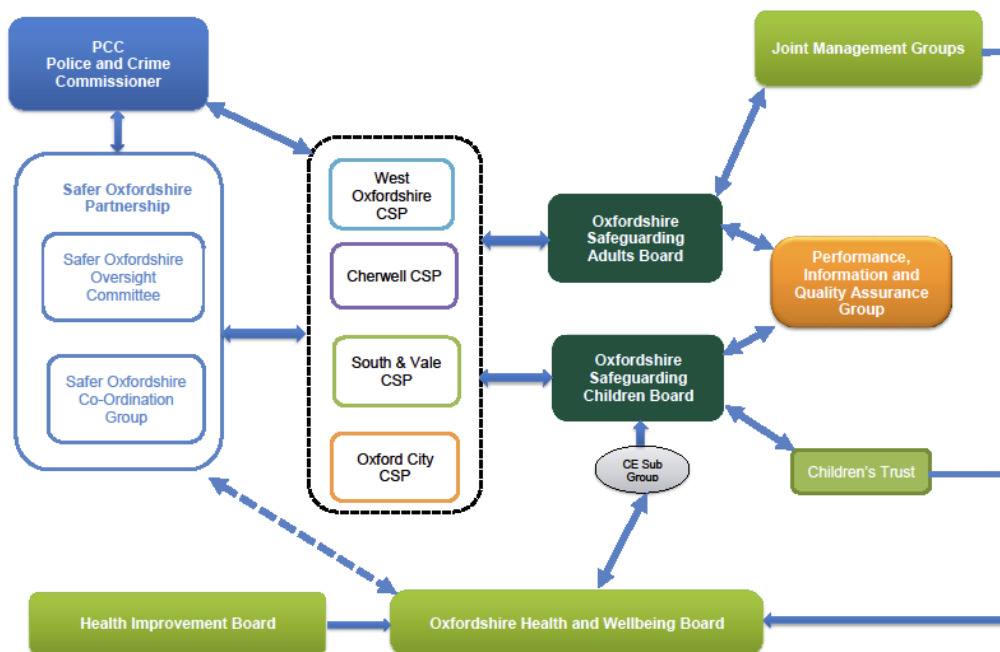 PCC
Police and Crime
Commissioner
Joint Management Groups
Safer Oxfordshire
Partnership
Safer Oxfordshire
Oversight
Committee
Safer Oxfordshire
Co-Ordination
Group
West
Oxfordshire
CSP
Cherwell CSP
South & Vale
CSP
Oxford City
CSP
Oxfordshire
Safeguarding
Adults Board
Performance,
Information and
Quality Assurance
Group
Oxfordshire
Safeguarding
Children Board
CE Sub
Group
Children's Trust
Health Improvement Board
Oxfordshire Health and Wellbeing Board